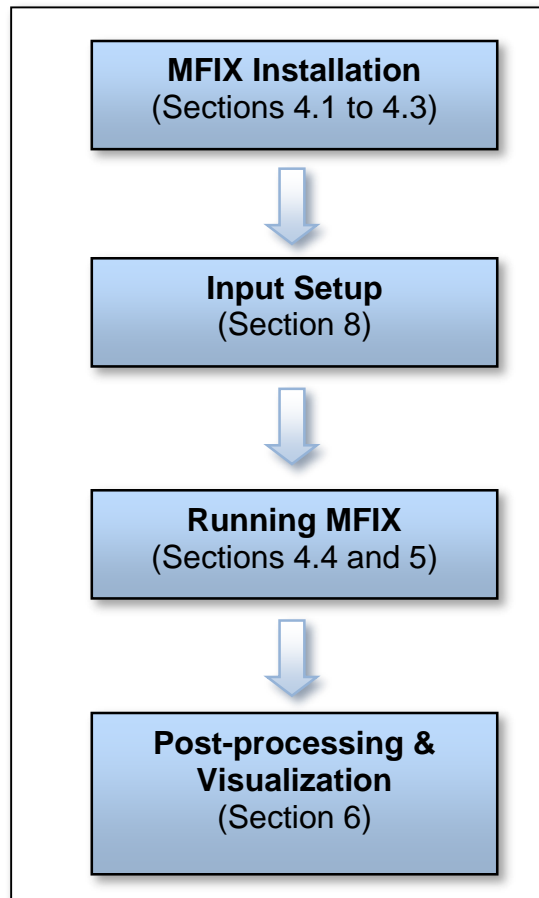 MFIX Installation
(Sections 4.1 to 4.3)
Input Setup
(Section 8)
Running MFIX
(Sections 4.4 and 5)
Post-processing &
Visualization
(Section 6)